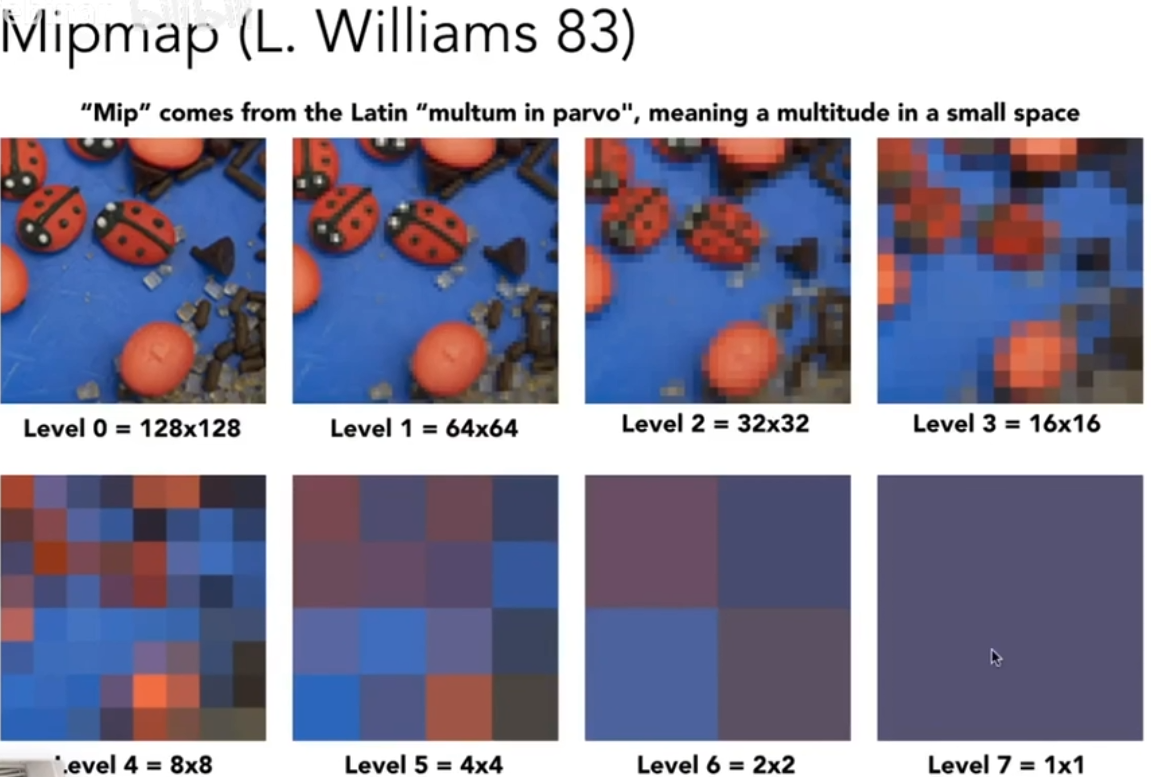 Mipmap (L. Williams 83)
“Mip” comes from the Latin “multum in parvo", meaning a multitude in a small space
Level 0 = 128x128
Level 1 = 64x64
Level 2 = 32x32
Level 3 = 16x16
Level 4 = 8x8
Level 5 = 4x4
Level 6 = 2x2
Level 7 = 1x1